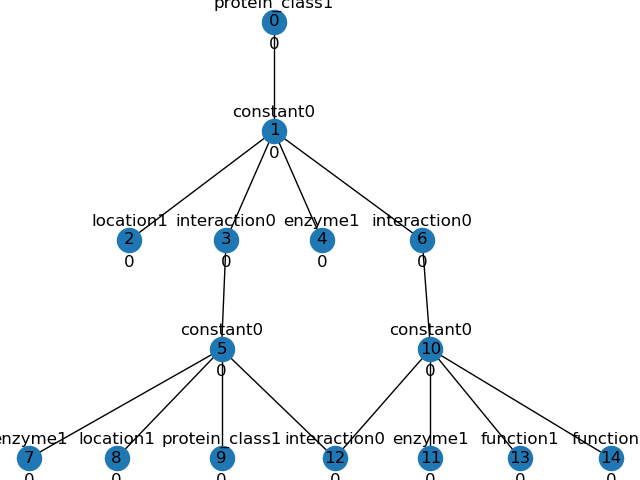 protein_class1
0
0
constant0
1
0
location1 interaction0 enzyme1 interaction0
2 3 4 6
0 0 0 0
constant0 constant0
5 10
0 0
enzyme1 location1 protein_class1 interaction0 enzyme1 function1 function
7 8 9 12 11 13 14
0 0 0 0 0 0 0